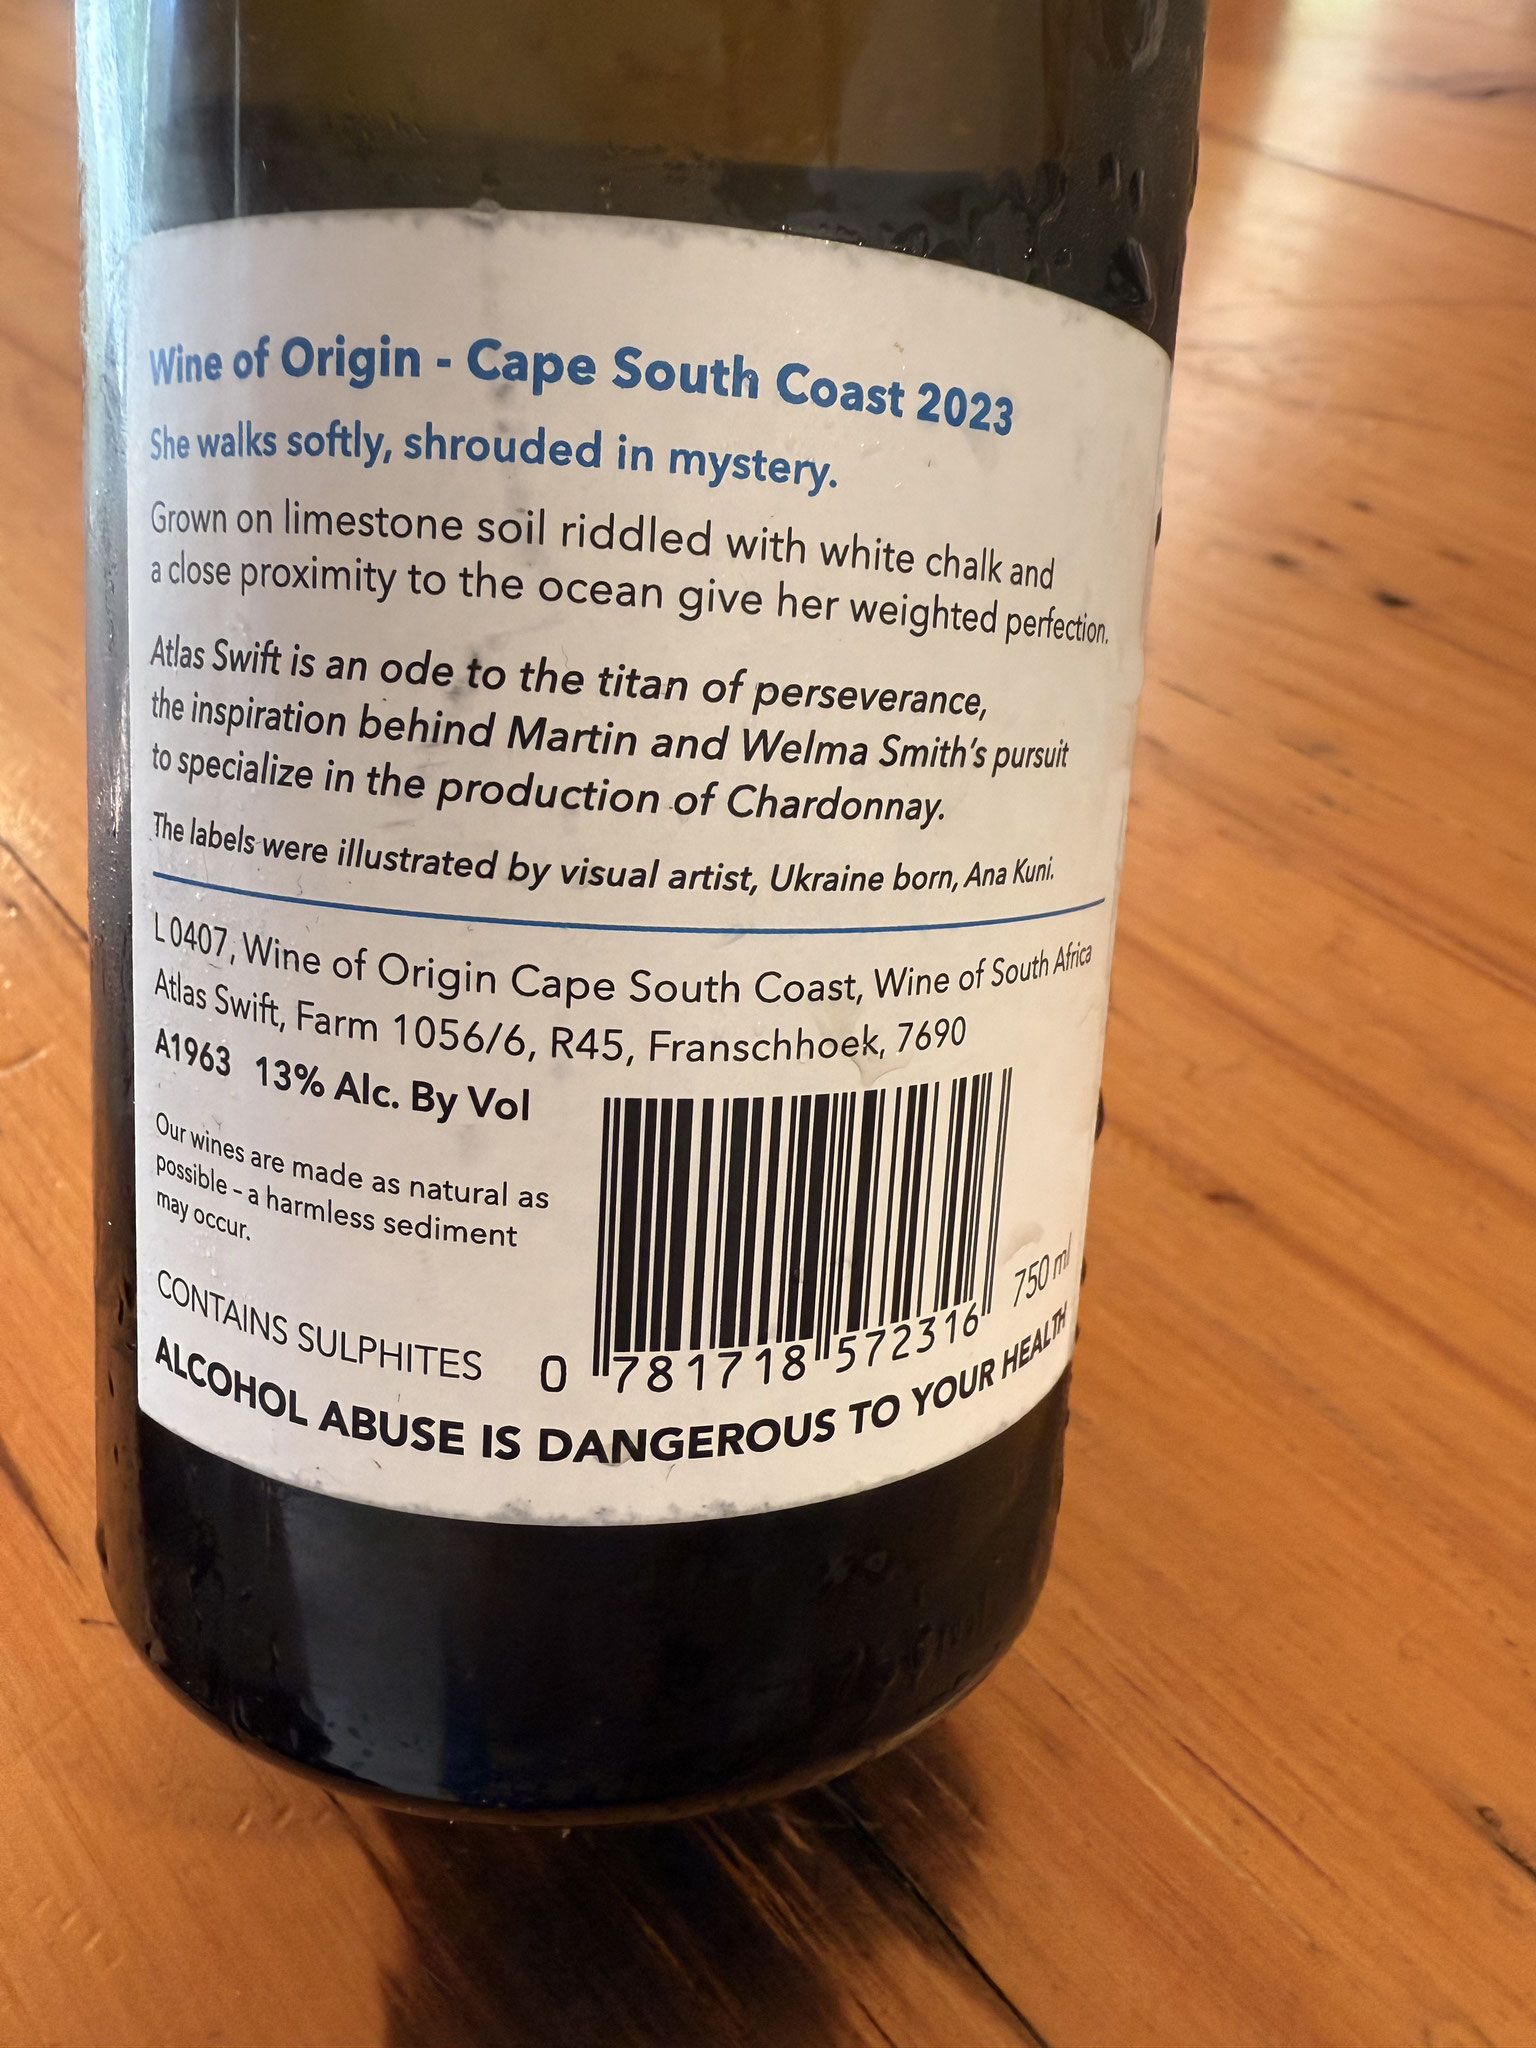 Wine of Origin - Cape South Coast 2023
She walks softly, shrouded in mystery.
Grown on limestone soil riddled with white chalk and
a close proximity to the ocean give her weighted perfection.
Atlas Swift is an ode to the titan of perseverance,
the inspiration behind Martin and Welma Smith's pursuit
to specialize in the production of Chardonnay.
The labels were illustrated by visual artist, Ukraine born, Ana Kuni.
L0407, Wine of Origin Cape South Coast, Wine of South Africa
Atlas Swift, Farm 1056/6, R45, Franschhoek, 7690
A1963 13% Alc. By Vol
Our wines are made as natural as
possible - a harmless sediment
may occur.
CONTAINS SULPHITES
0 781718 572316
750 ml
ALCOHOL ABUSE IS DANGEROUS TO YOUR HEALTH